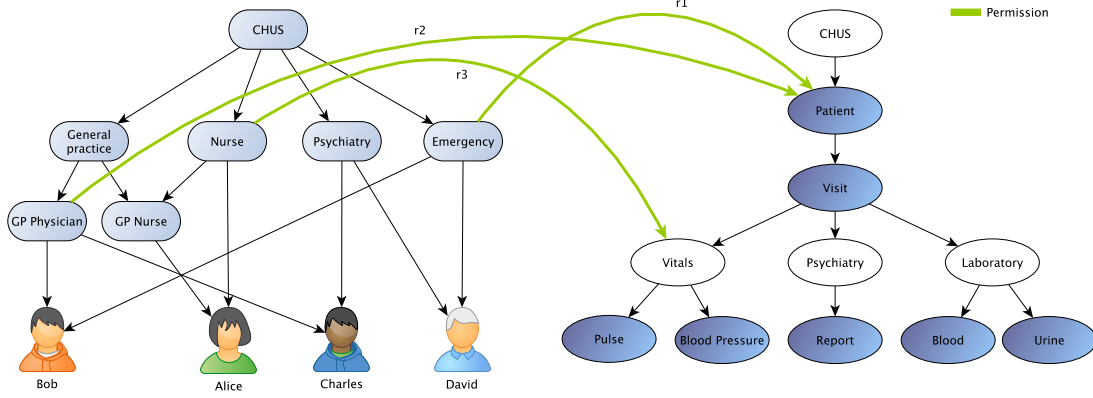 r1
Permission
CHUS
r2
CHUS
r3
Patient
General
practice
Nurse
Psychiatry
Emergency
Visit
GP Physician
GP Nurse
Vitals
Psychiatry
Laboratory
Pulse
Blood Pressure
Report
Blood
Urine
Bob
Alice
Charles
David